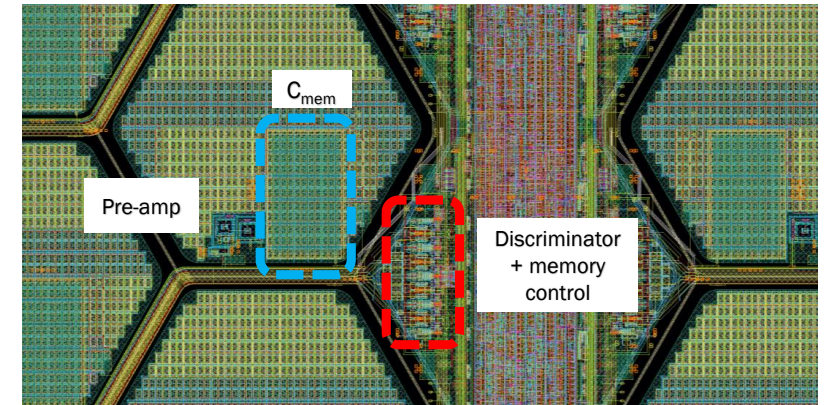 C_mem
Pre-amp
Discriminator
+ memory
control